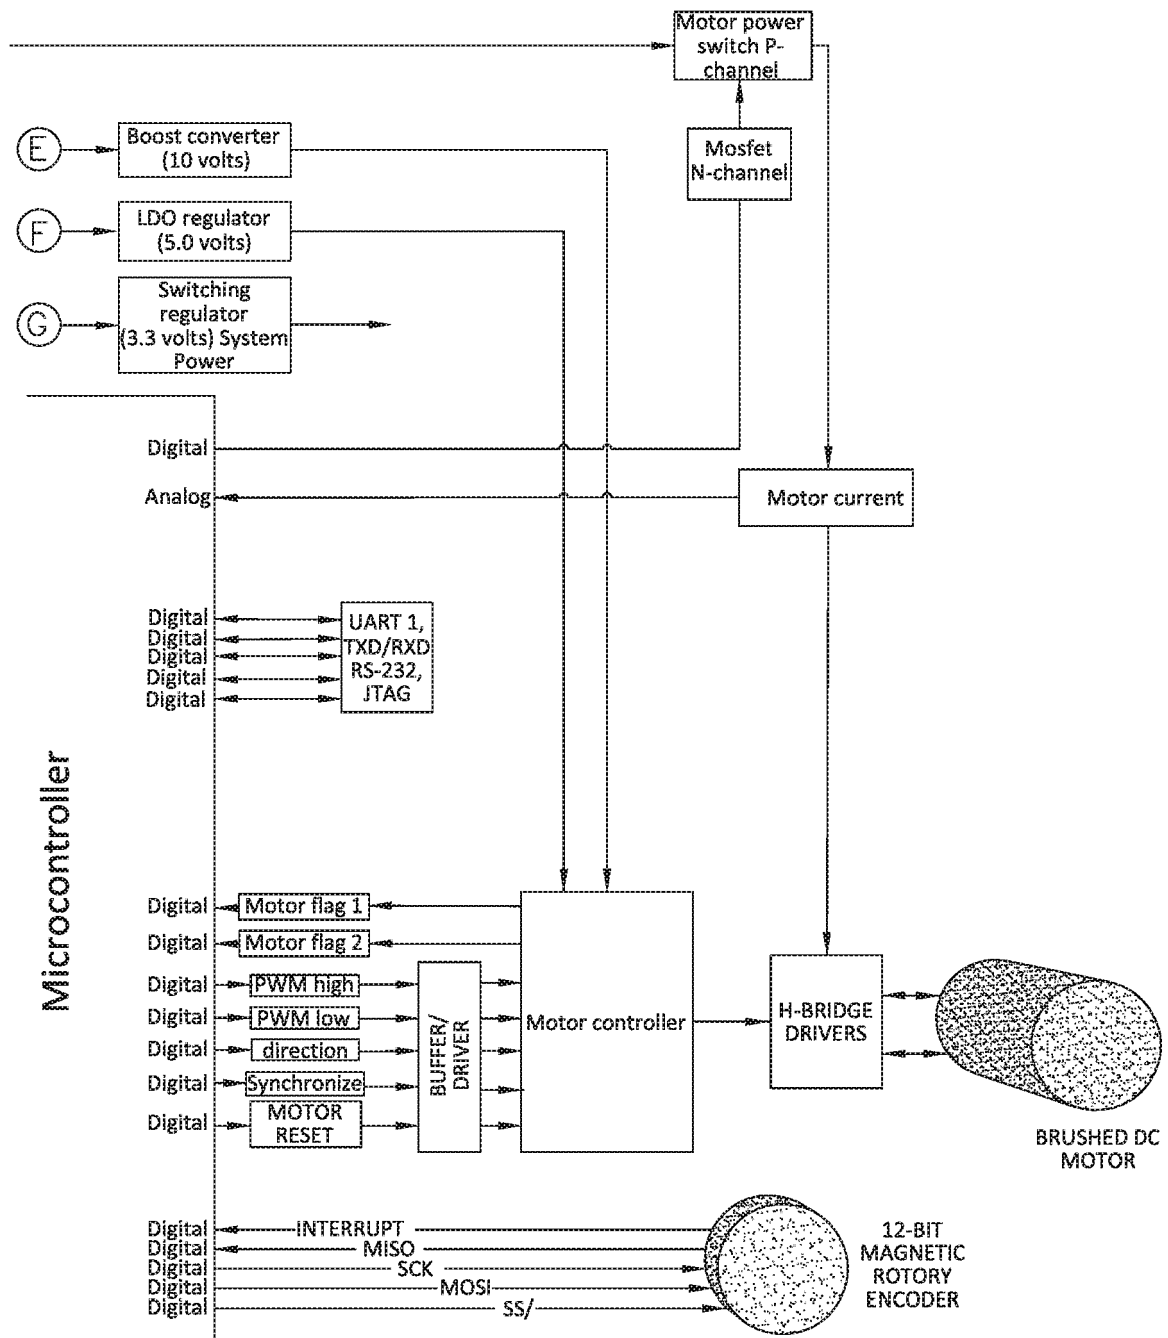 Motor power
switch P-
channel
E
Boost converter
(10 volts)
Mosfet
N-channel
F
LDO regulator
(5.0 volts)
G
Switching
regulator
(3.3 volts) System
Power
Digital
Analog
Motor current
Digital
Digital
Digital
Digital
Digital
UART 1,
TXD/RXD
RS-232,
JTAG
Microcontroller
Digital
Motor flag 1
Digital
Motor flag 2
Digital
PWM high
Digital
PWM low
Digital
direction
Digital
Synchronize
Digital
MOTOR
RESET
BUFFER/
DRIVER
Motor controller
H-BRIDGE
DRIVERS
BRUSHED DC
MOTOR
Digital
INTERRUPT
Digital
MISO
Digital
SCK
Digital
MOSI
Digital
SS/
12-BIT
MAGNETIC
ROTORY
ENCODER